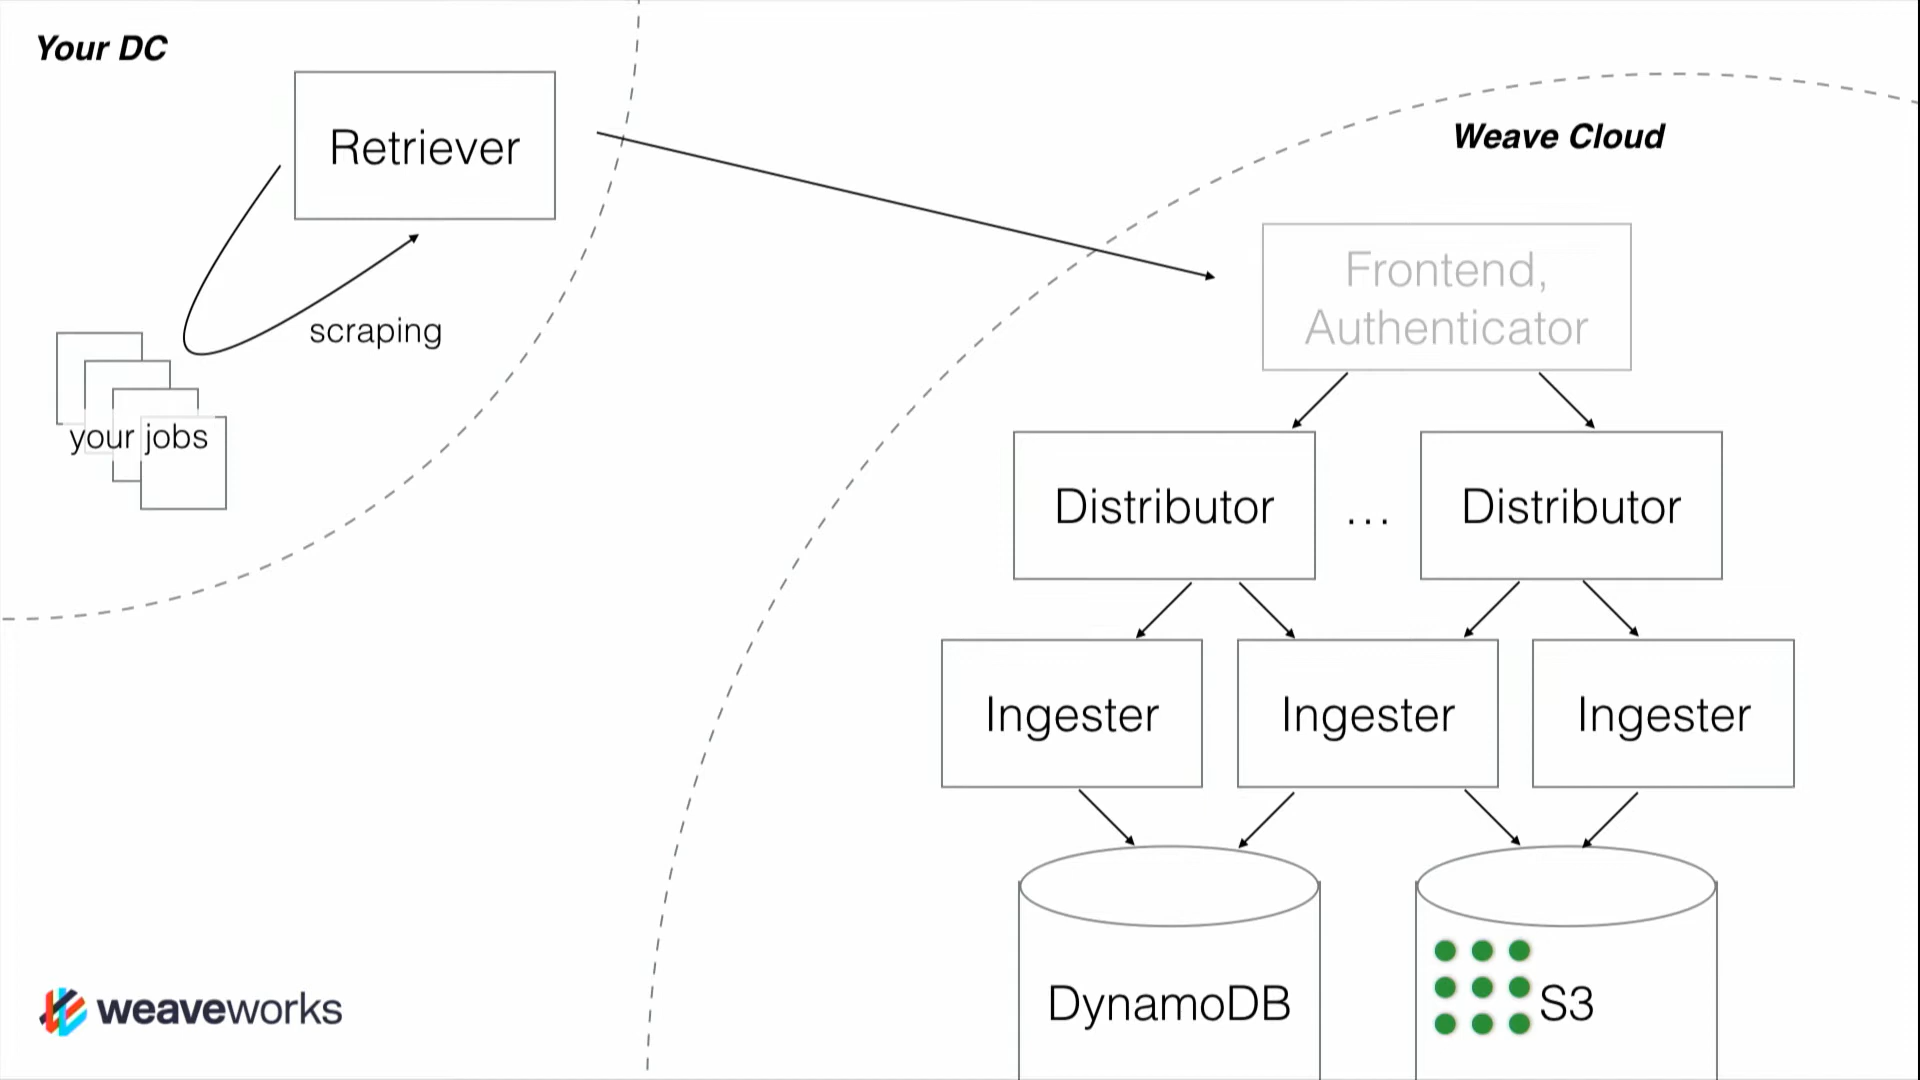 Your DC
Retriever
scraping
your jobs
Weave Cloud
Frontend,
Authenticator
Distributor
...
Distributor
Ingester
Ingester
Ingester
DynamoDB
S3
weaveworks